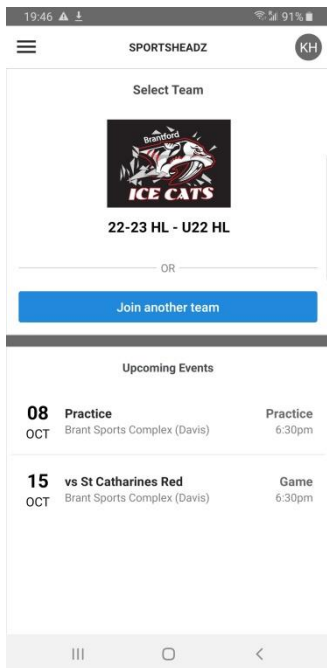 19:46 91%
SPORTSHEADZ
KH
Select Team
Brantford
ICE CATS
22-23 HL - U22 HL
OR
Join another team
Upcoming Events
08 Practice Practice
OCT Brant Sports Complex (Davis) 6:30pm
15 vs St Catharines Red Game
OCT Brant Sports Complex (Davis) 6:30pm